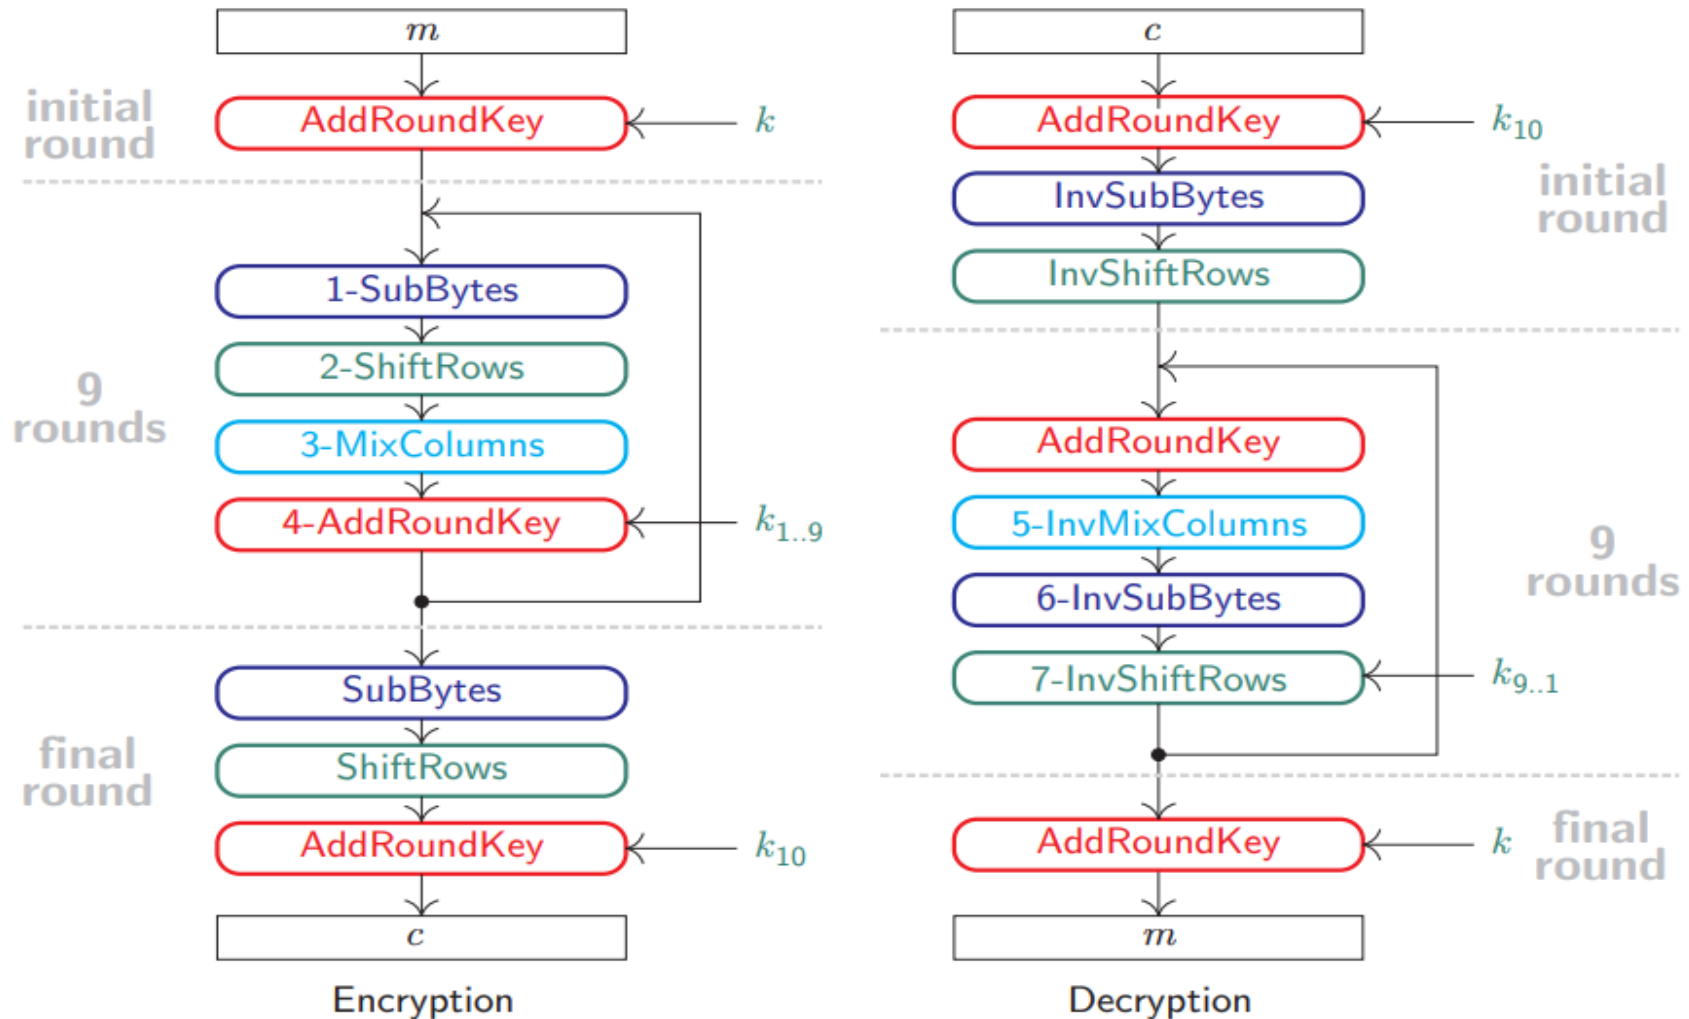 m
initial
round
AddRoundKey
k
9
rounds
1-SubBytes
2-ShiftRows
3-MixColumns
4-AddRoundKey
k1..9
final
round
SubBytes
ShiftRows
AddRoundKey
k10
c
Encryption
c
AddRoundKey
k10
initial
round
InvSubBytes
InvShiftRows
AddRoundKey
5-InvMixColumns
9
rounds
6-InvSubBytes
7-InvShiftRows
k9..1
AddRoundKey
k
final
round
m
Decryption